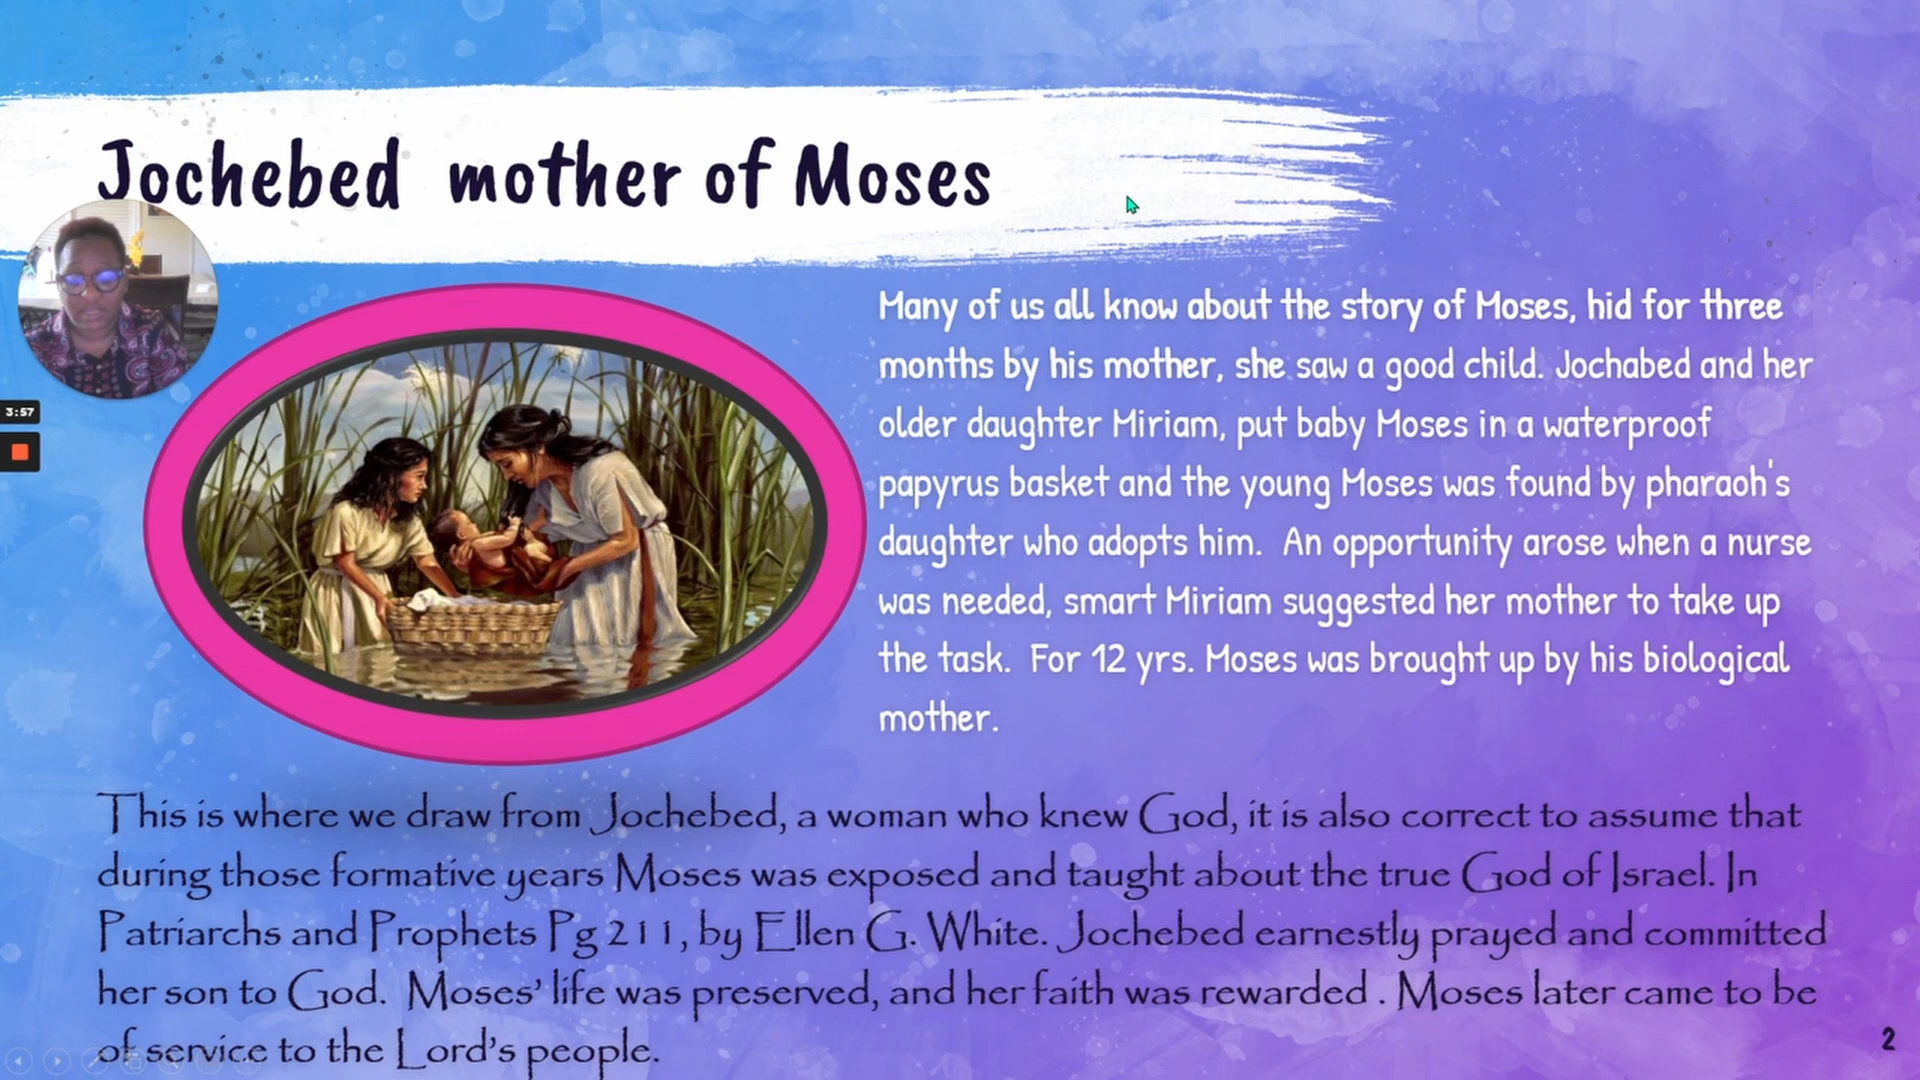 Jochebed mother of Moses
3:57
Many of us all know about the story of Moses, hid for three
months by his mother, she saw a good child. Jochabed and her
older daughter Miriam, put baby Moses in a waterproof
papyrus basket and the young Moses was found by pharaoh's
daughter who adopts him. An opportunity arose when a nurse
was needed, smart Miriam suggested her mother to take up
the task. For 12 yrs. Moses was brought up by his biological
mother.
This is where we draw from Jochebed, a woman who knew God, it is also correct to assume that
during those formative years Moses was exposed and taught about the true God of Israel. In
Patriarchs and Prophets Pg 211, by Ellen G. White. Jochebed earnestly prayed and committed
her son to God. Moses’ life was preserved, and her faith was rewarded . Moses later came to be
of service to the Lord’s people.
2